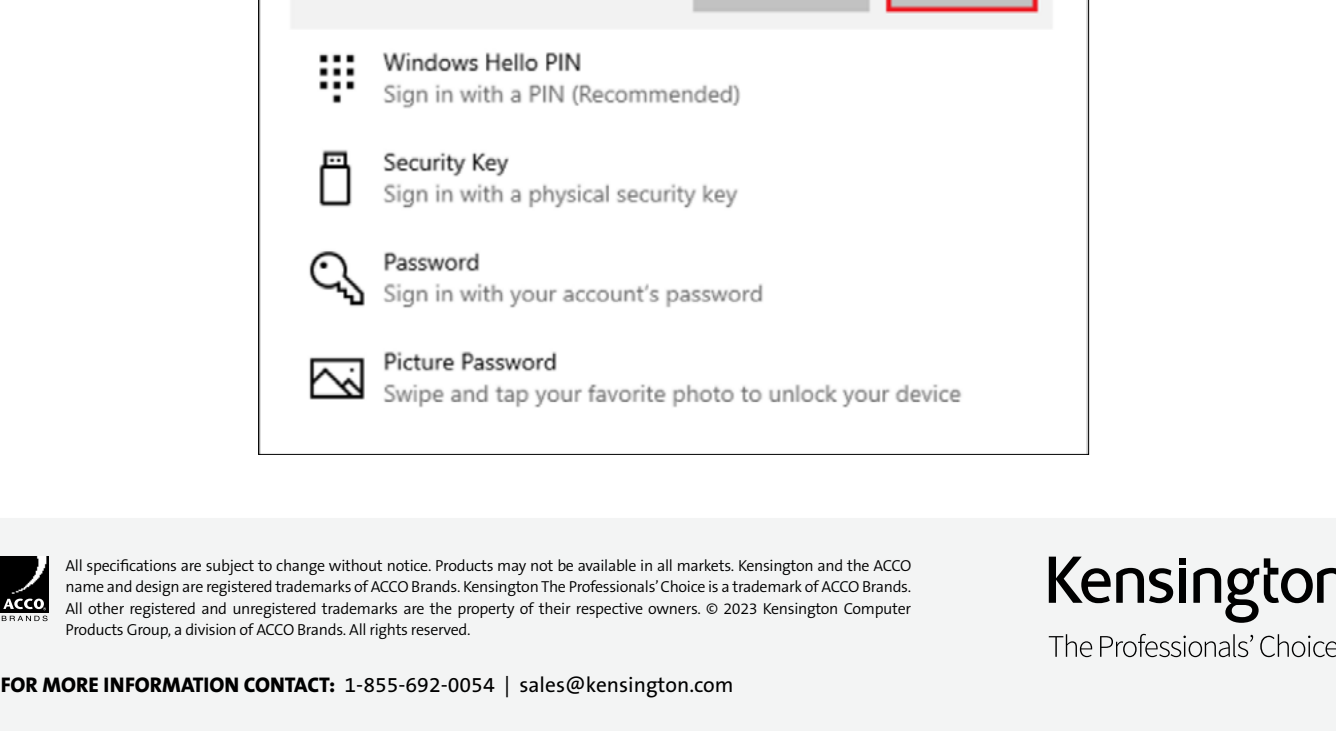 Windows Hello PIN
Sign in with a PIN (Recommended)
Security Key
Sign in with a physical security key
Password
Sign in with your account's password
Picture Password
Swipe and tap your favorite photo to unlock your device
ACCO
BRANDS
All specifications are subject to change without notice. Products may not be available in all markets. Kensington and the ACCO
name and design are registered trademarks of ACCO Brands. Kensington The Professionals’ Choice is a trademark of ACCO Brands.
All other registered and unregistered trademarks are the property of their respective owners. © 2023 Kensington Computer
Products Group, a division of ACCO Brands. All rights reserved.
Kensington
The Professionals’ Choice
FOR MORE INFORMATION CONTACT: 1-855-692-0054 | sales@kensington.com